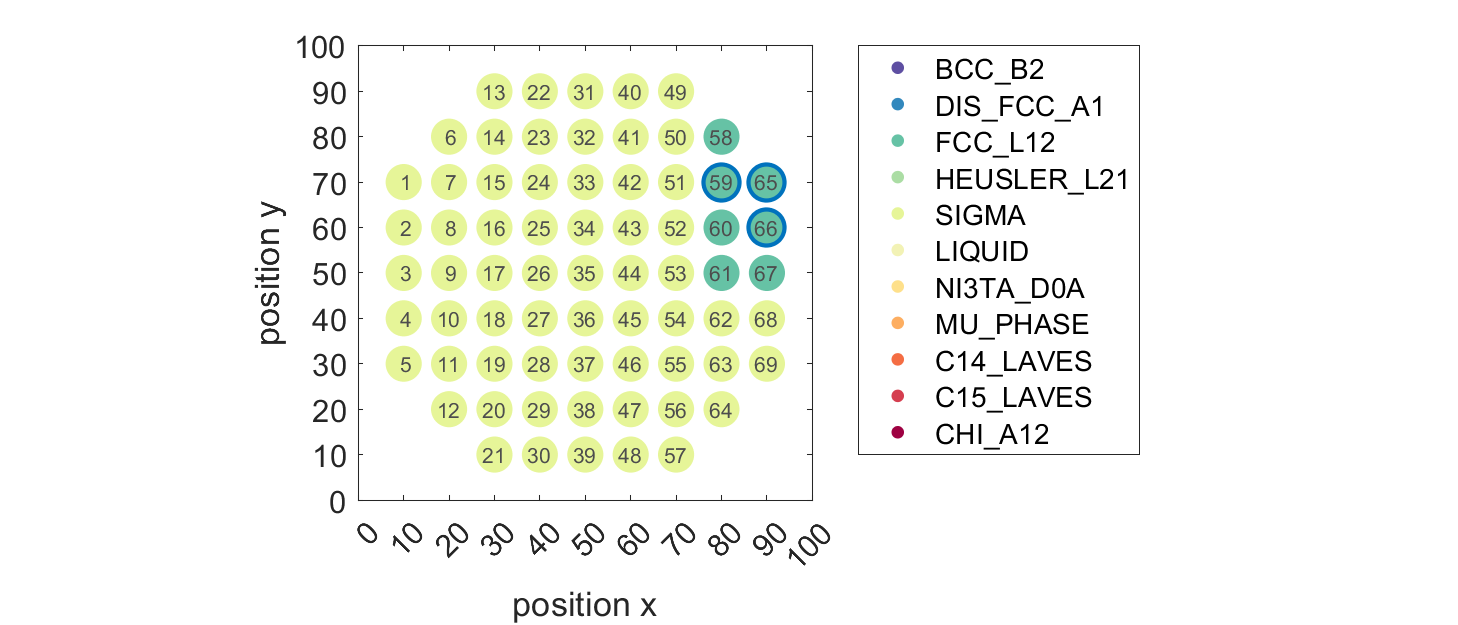 100
90
80
70
60
50
40
30
20
10
0
position y
13 22 31 40 49
6 14 23 32 41 50 58
1 7 15 24 33 42 51 59 65
2 8 16 25 34 43 52 60 66
3 9 17 26 35 44 53 61 67
4 10 18 27 36 45 54 62 68
5 11 19 28 37 46 55 63 69
12 20 29 38 47 56 64
21 30 39 48 57
0 10 20 30 40 50 60 70 80 90 100
position x
BCC_B2
DIS_FCC_A1
FCC_L12
HEUSLER_L21
SIGMA
LIQUID
NI3TA_D0A
MU_PHASE
C14_LAVES
C15_LAVES
CHI_A12